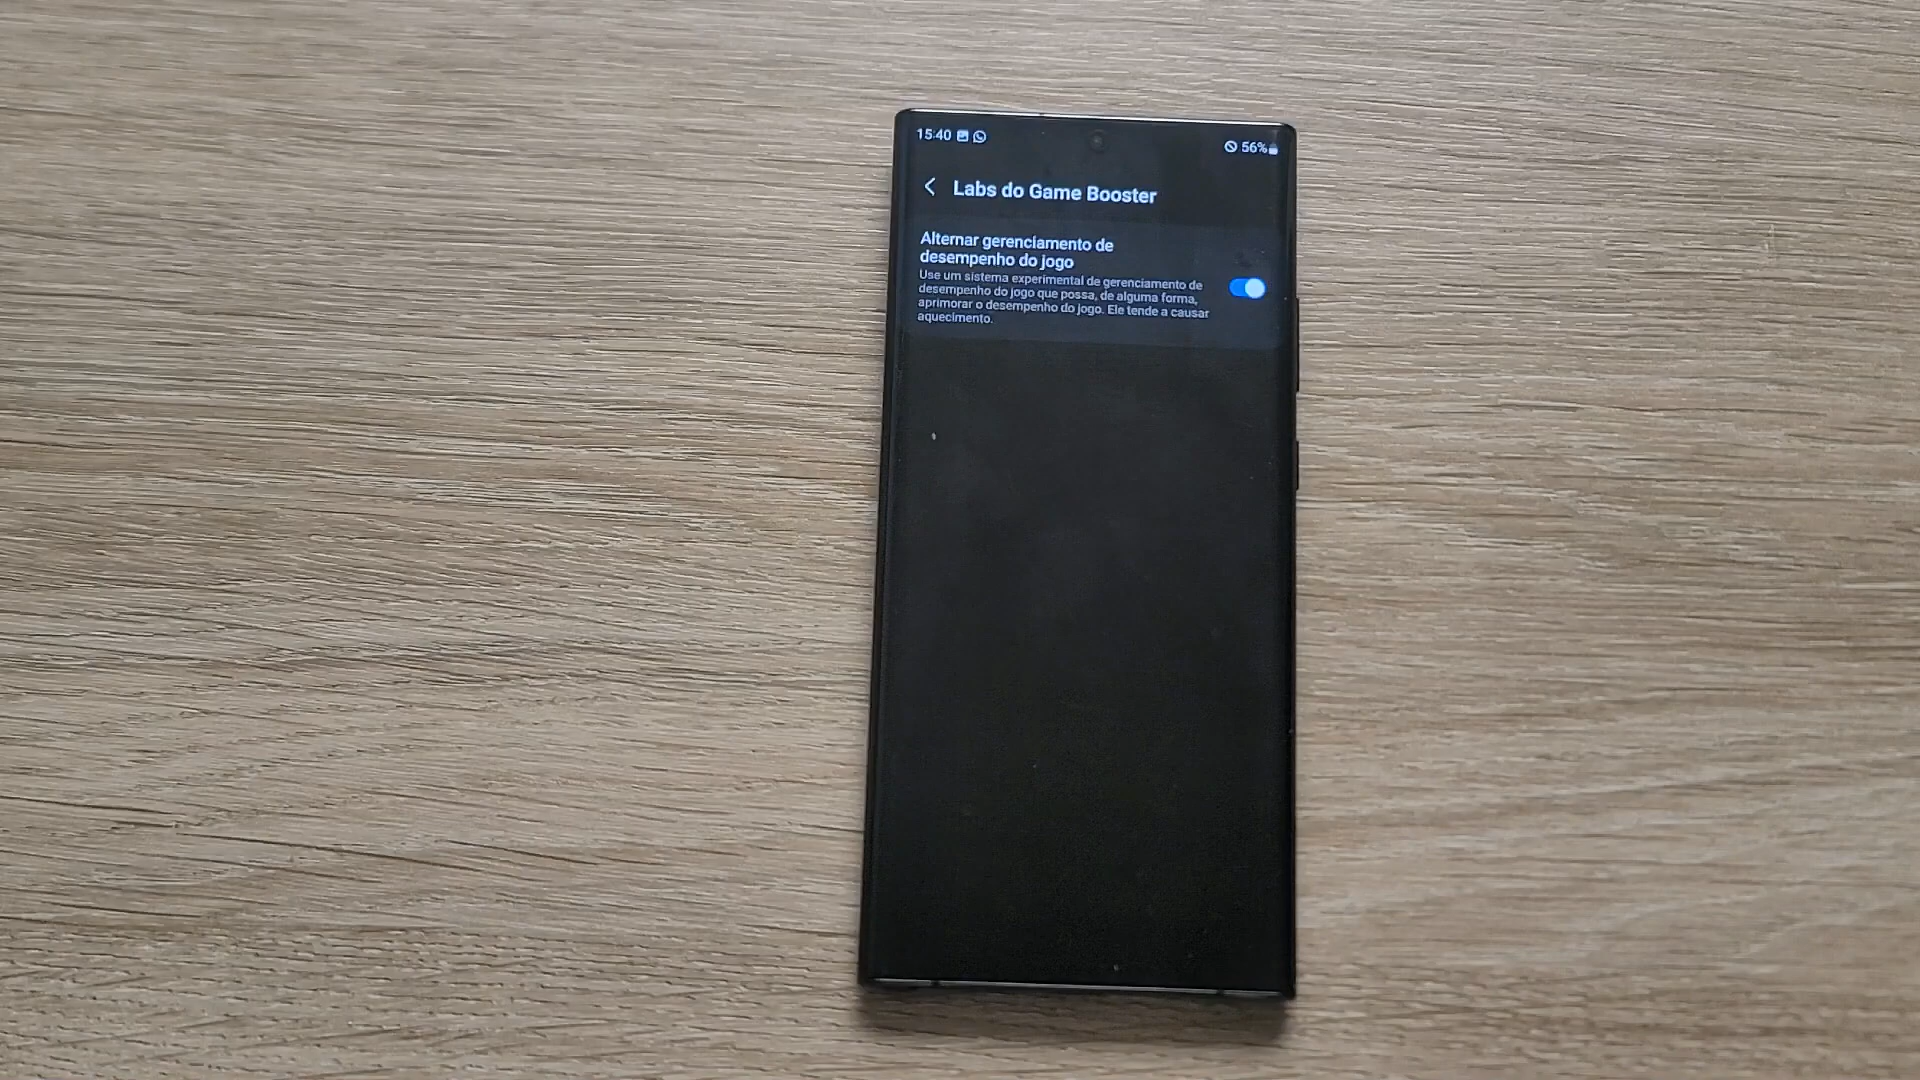 15:40
56%
Labs do Game Booster
Alternar gerenciamento de
desempenho do jogo
Use um sistema experimental de gerenciamento de
desempenho do jogo que possa, de alguma forma,
aprimorar o desempenho do jogo. Ele tende a causar
aquecimento.